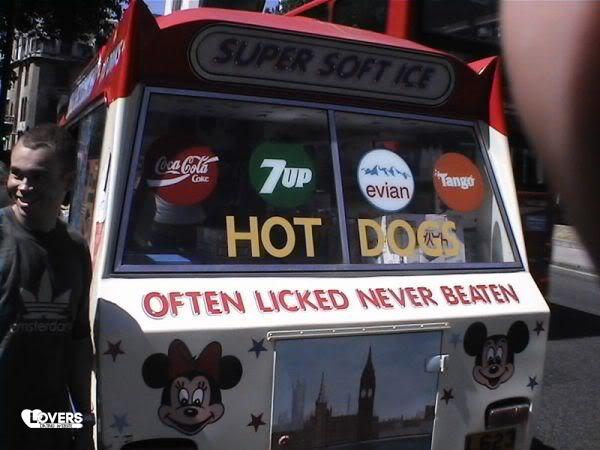 SUPER SOFT ICE
Coca-Cola
Coke
7UP
evian
Tango
HOT DOGS
OFTEN LICKED NEVER BEATEN
amsterdam
LOVERS